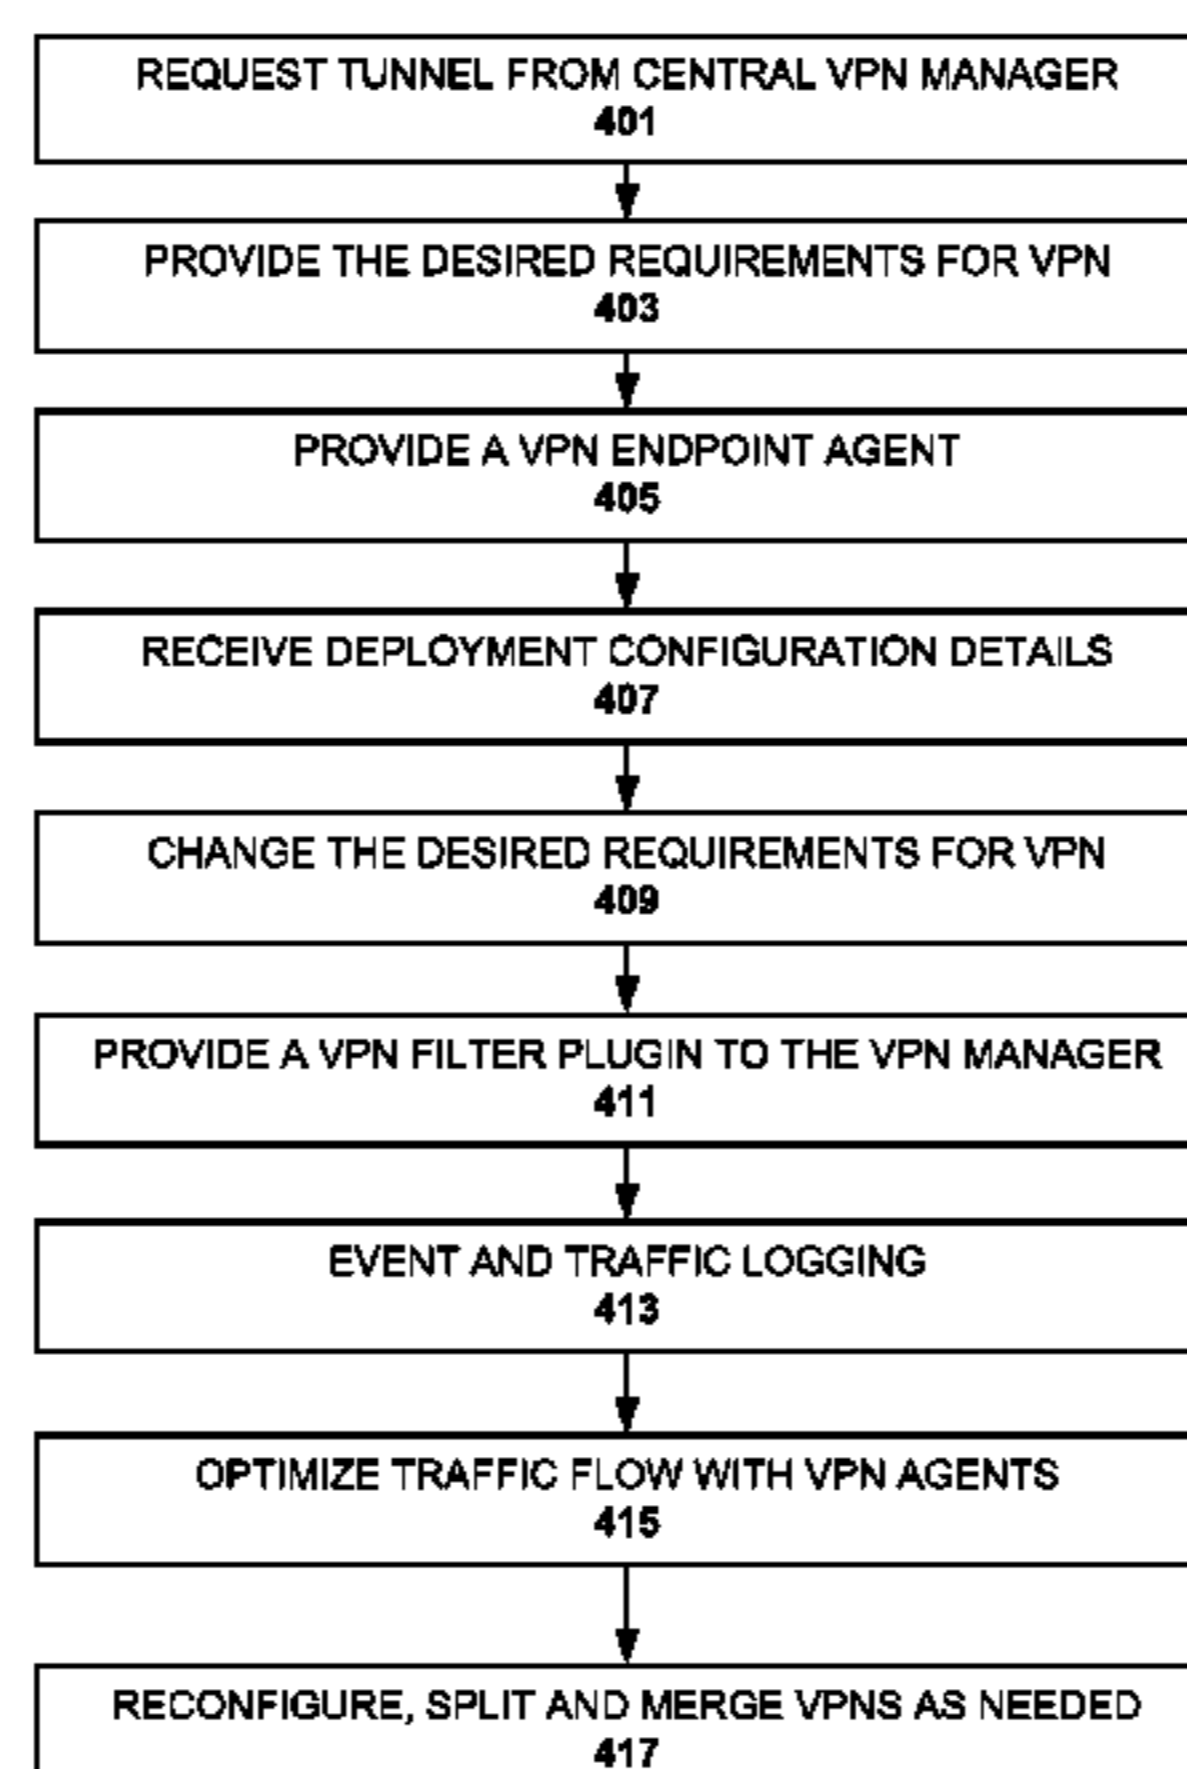 REQUEST TUNNEL FROM CENTRAL VPN MANAGER
401
PROVIDE THE DESIRED REQUIREMENTS FOR VPN
403
PROVIDE A VPN ENDPOINT AGENT
405
RECEIVE DEPLOYMENT CONFIGURATION DETAILS
407
CHANGE THE DESIRED REQUIREMENTS FOR VPN
409
PROVIDE A VPN FILTER PLUGIN TO THE VPN MANAGER
411
EVENT AND TRAFFIC LOGGING
413
OPTIMIZE TRAFFIC FLOW WITH VPN AGENTS
415
RECONFIGURE, SPLIT AND MERGE VPNS AS NEEDED
417